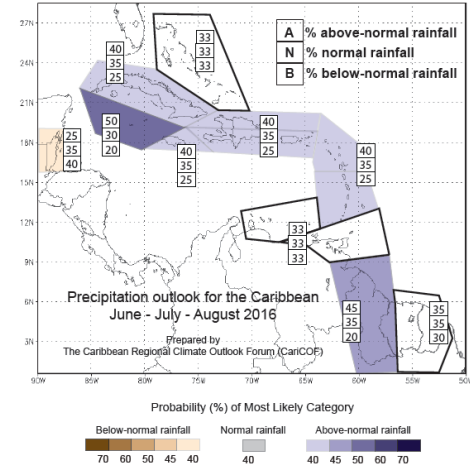 27N
24N
21N
18N
15N
12N
9N
6N
3N
A % above-normal rainfall
N % normal rainfall
B % below-normal rainfall
33
33
33
40
35
25
50
30
20
25
35
40
40
35
25
40
35
25
40
35
25
33
33
33
45
35
20
35
35
30
Precipitation outlook for the Caribbean
June - July - August 2016
Prepared by
The Caribbean Regional Climate Outlook Forum (CariCOF)
90W 85W 80W 75W 70W 65W 60W 55W 50W
Probability (%) of Most Likely Category
Below-normal rainfall Normal rainfall Above-normal rainfall
70 60 50 45 40 40 40 45 50 60 70